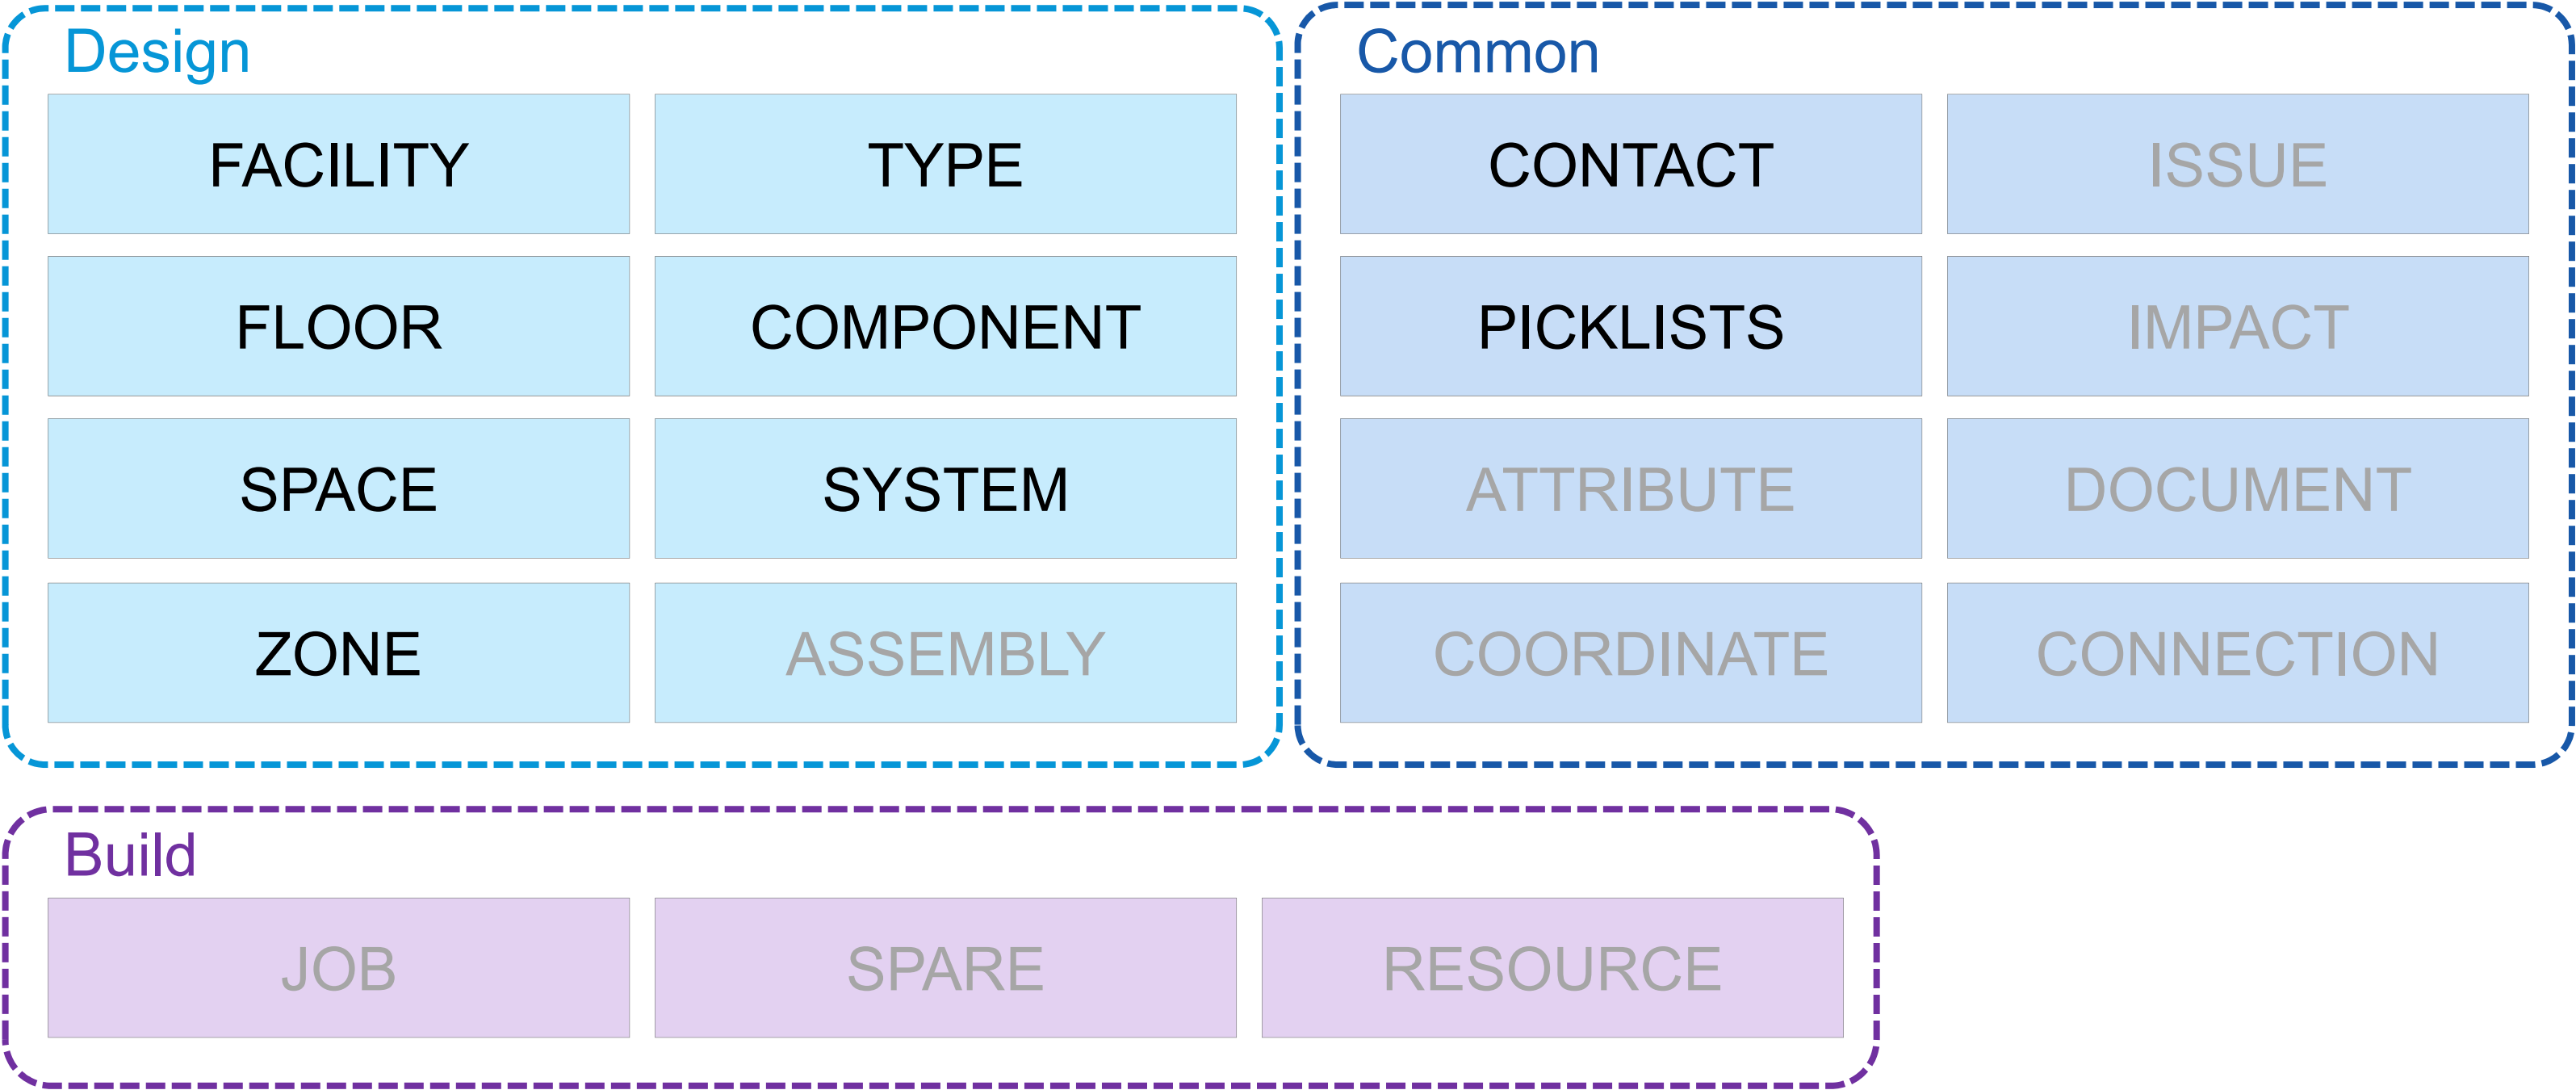 Design
FACILITY
TYPE
FLOOR
COMPONENT
SPACE
SYSTEM
ZONE
ASSEMBLY
Common
CONTACT
ISSUE
PICKLISTS
IMPACT
ATTRIBUTE
DOCUMENT
COORDINATE
CONNECTION
Build
JOB
SPARE
RESOURCE